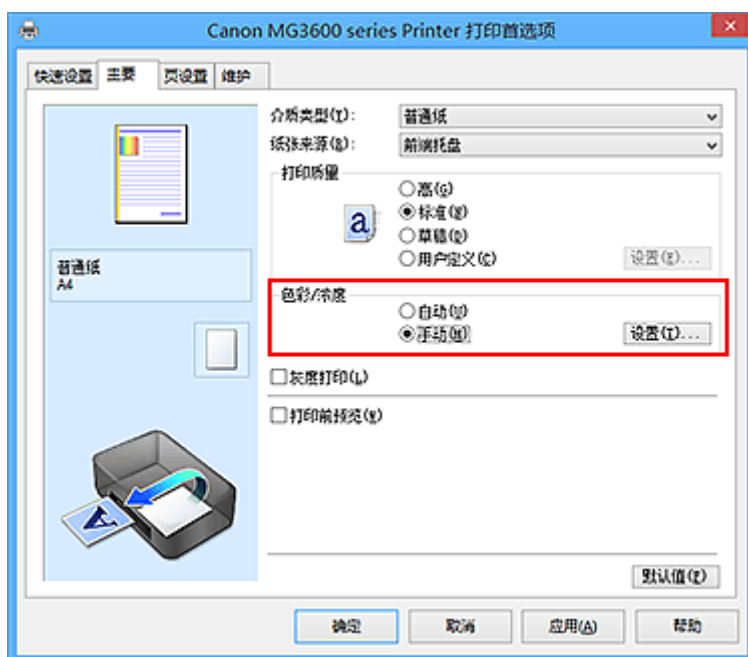 Canon MG3600 series Printer 打印首选项
快速设置 主要 页设置 维护
介质类型(T): 普通纸
纸张来源(B): 前端托盘
打印质量
高(G)
a
标准(N)
草稿(D)
用户定义(C) 设置(E)...
普通纸
A4
色彩/浓度
自动(U)
手动(M) 设置(I)...
灰度打印(L)
打印前预览(V)
A
默认值(F)
确定 取消 应用(A) 帮助